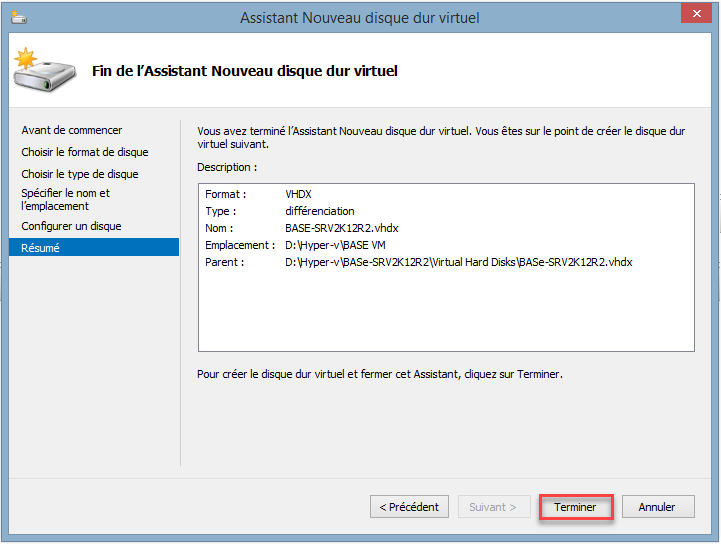 Assistant Nouveau disque dur virtuel
Fin de l'Assistant Nouveau disque dur virtuel
Avant de commencer
Choisir le format de disque
Choisir le type de disque
Spécifier le nom et
l'emplacement
Configurer un disque
Résumé
Vous avez terminé l'Assistant Nouveau disque dur virtuel. Vous êtes sur le point de créer le disque dur
virtuel suivant.
Description :
Format : VHDX
Type : différenciation
Nom : BASE-SRV2K12R2.vhdx
Emplacement : D:\Hyper-v\BASE VM
Parent : D:\Hyper-v\BASe-SRV2K12R2\Virtual Hard Disks\BASe-SRV2K12R2.vhdx
Pour créer le disque dur virtuel et fermer cet Assistant, cliquez sur Terminer.
< Précédent Suivant > Terminer Annuler